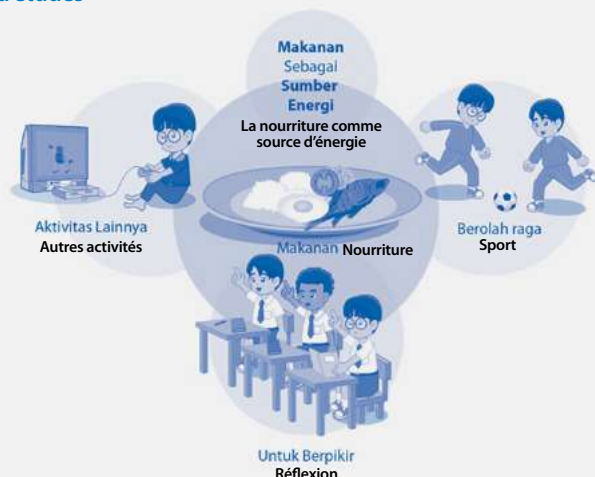 Makanan
Sebagai
Sumber
Energi
La nourriture comme
source d'énergie
Aktivitas Lainnya
Autres activités
Makanan Nourriture
Berolah raga
Sport
Untuk Berpikir
Réflexion